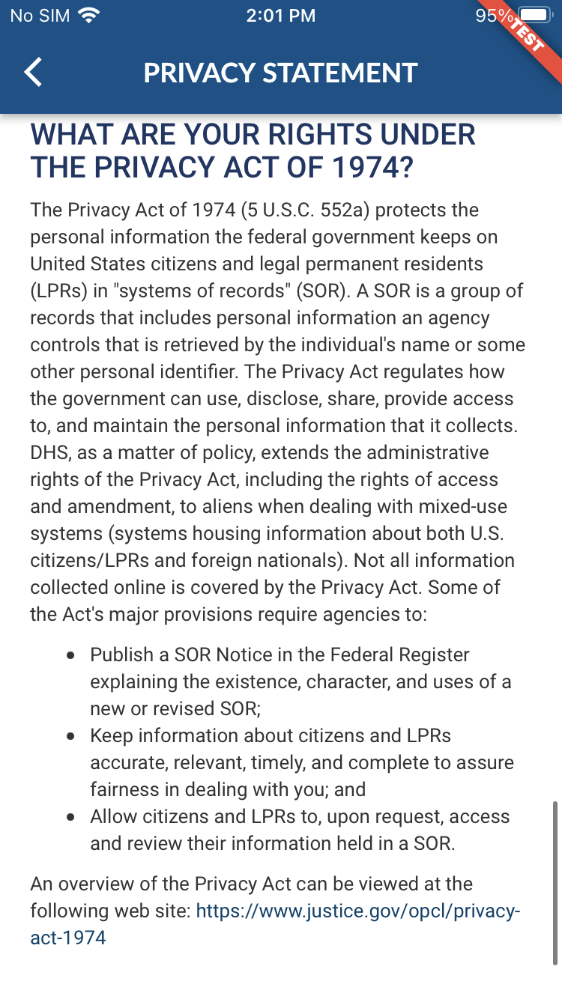 No SIM 2:01 PM 95%
TEST
PRIVACY STATEMENT
WHAT ARE YOUR RIGHTS UNDER
THE PRIVACY ACT OF 1974?
The Privacy Act of 1974 (5 U.S.C. 552a) protects the
personal information the federal government keeps on
United States citizens and legal permanent residents
(LPRs) in "systems of records" (SOR). A SOR is a group of
records that includes personal information an agency
controls that is retrieved by the individual's name or some
other personal identifier. The Privacy Act regulates how
the government can use, disclose, share, provide access
to, and maintain the personal information that it collects.
DHS, as a matter of policy, extends the administrative
rights of the Privacy Act, including the rights of access
and amendment, to aliens when dealing with mixed-use
systems (systems housing information about both U.S.
citizens/LPRs and foreign nationals). Not all information
collected online is covered by the Privacy Act. Some of
the Act's major provisions require agencies to:
• Publish a SOR Notice in the Federal Register
explaining the existence, character, and uses of a
new or revised SOR;
• Keep information about citizens and LPRs
accurate, relevant, timely, and complete to assure
fairness in dealing with you; and
• Allow citizens and LPRs to, upon request, access
and review their information held in a SOR.
An overview of the Privacy Act can be viewed at the
following web site: https://www.justice.gov/opcl/privacy-
act-1974